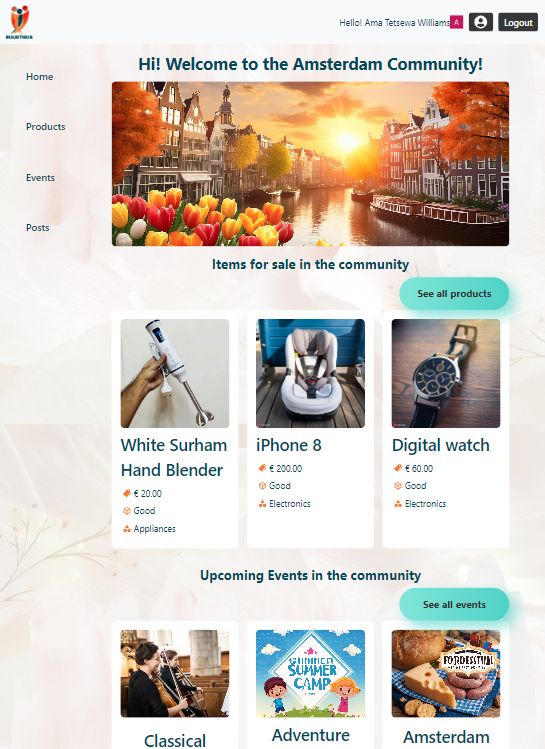 Hello! Ama Tetsewa Williams A Logout
Hi! Welcome to the Amsterdam Community!
Home
Products
Events
Posts
Items for sale in the community
See all products
White Surham
Hand Blender
€ 20.00
Good
Appliances
iPhone 8
€ 200.00
Good
Electronics
Digital watch
€ 60.00
Good
Electronics
Upcoming Events in the community
See all events
SUMMER
SUMMER
CAMP
Classical
Adventure
Amsterdam